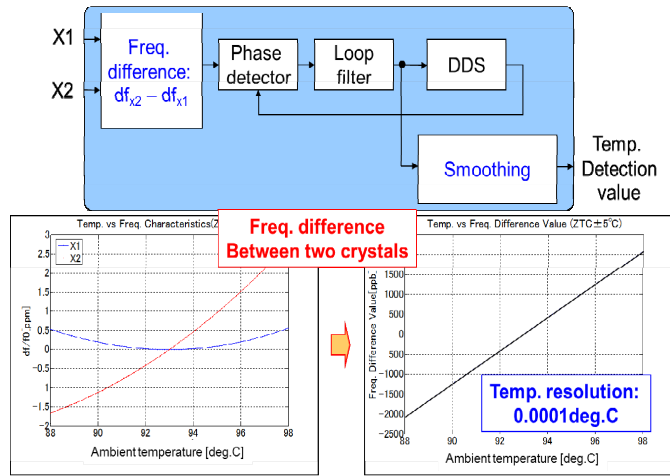 X1
X2
Freq.
difference:
dfx2 – dfx1
Phase
detector
Loop
filter
DDS
Smoothing
Temp.
Detection
value
Temp. vs Freq. Characteristics(Z
Freq. difference
Between two crystals
Temp. vs Freq. Difference Value (ZTC±5℃)
X1
X2
3
2.5
2
1.5
1
0.5
0
-0.5
-1
-1.5
-2
df/f0[ppm]
88 90 92 94 96 98
Ambient temperature [deg.C]
1500
1000
500
0
500
-1000
-1500
-2000
-2500
Freq. Difference Value[ppb]
Temp. resolution:
0.0001deg.C
88 90 92 94 96 98
Ambient temperature [deg.C]